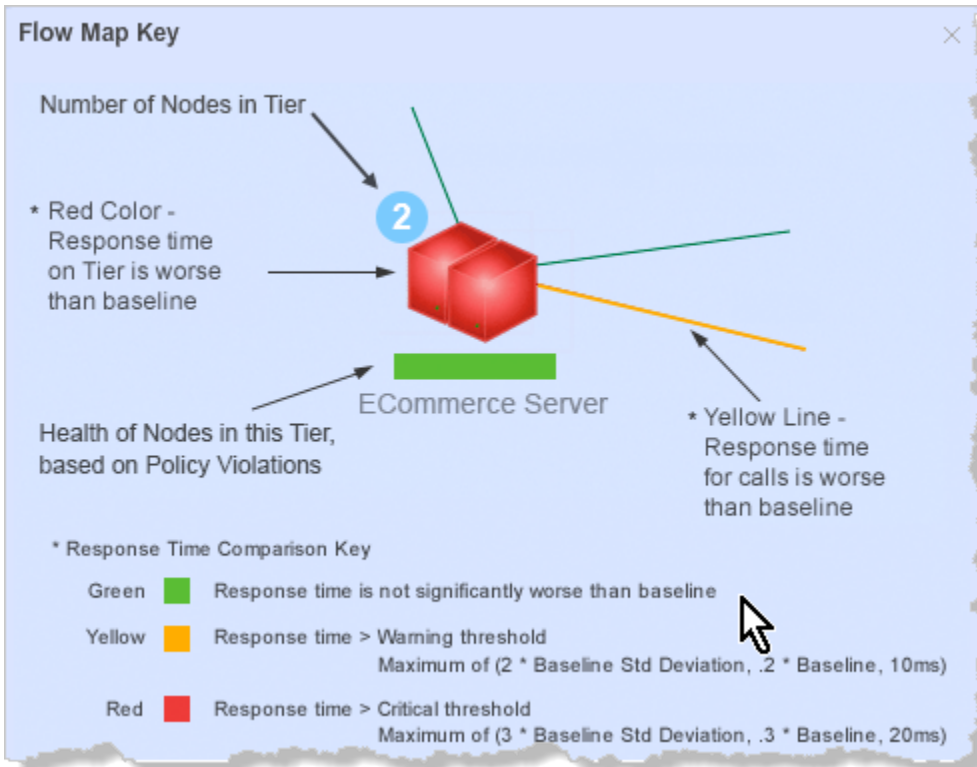 Flow Map Key
Number of Nodes in Tier
2
* Red Color -
Response time
on Tier is worse
than baseline
ECommerce Server
Health of Nodes in this Tier,
based on Policy Violations
* Yellow Line -
Response time
for calls is worse
than baseline
* Response Time Comparison Key
Green Response time is not significantly worse than baseline
Yellow Response time > Warning threshold
Maximum of (2 * Baseline Std Deviation, .2 * Baseline, 10ms)
Red Response time > Critical threshold
Maximum of (3 * Baseline Std Deviation, .3 * Baseline, 20ms)